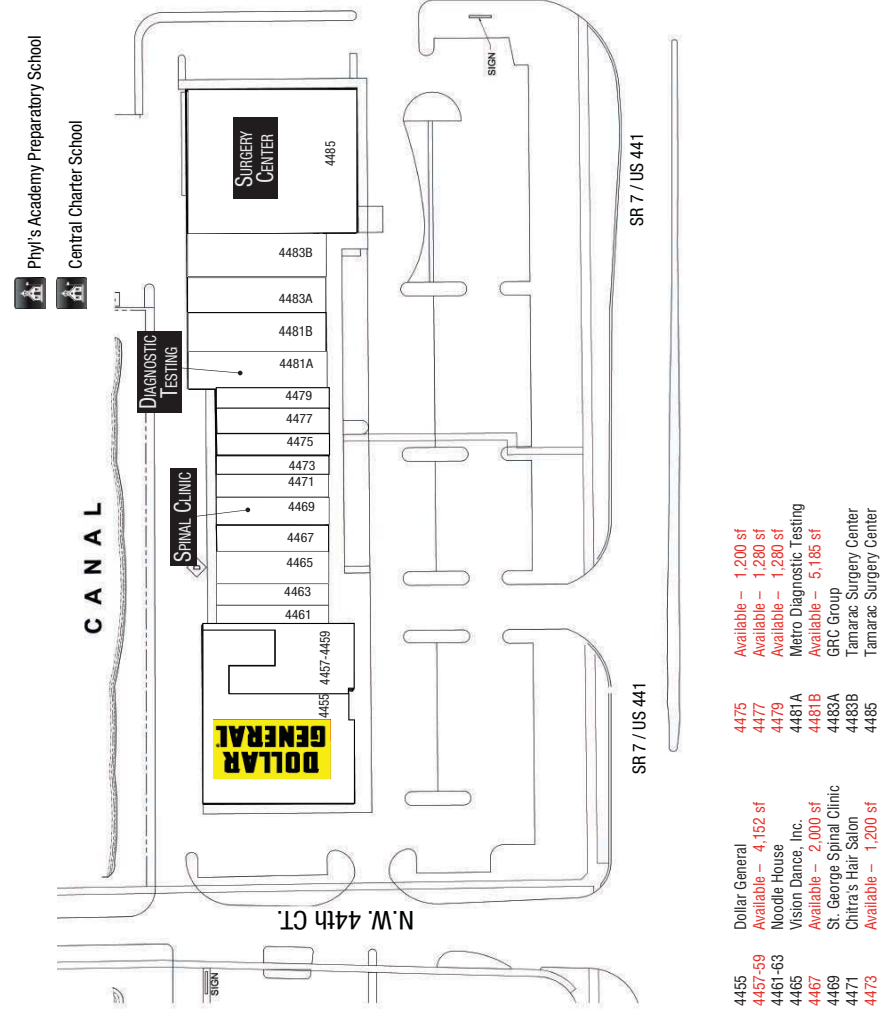 Phyl's Academy Preparatory School
Central Charter School
CANAL
SIGN
SURGERY
CENTER
4485
4483B
4483A
4481B
DIAGNOSTIC
TESTING
4481A
4479
4477
4475
4473
4471
SPINAL CLINIC
4469
4467
4465
4463
4461
4457-4459
4455
DOLLAR
GENERAL
SR 7 / US 441
SR 7 / US 441
N.W. 44th CT.
SIGN
4455 Dollar General
4457-59 Available – 4,152 sf
4461-63 Noodle House
4465 Vision Dance, Inc.
4467 Available – 2,000 sf
4469 St. George Spinal Clinic
4471 Chitra's Hair Salon
4473 Available – 1,200 sf
4475 Available – 1,200 sf
4477 Available – 1,280 sf
4479 Available – 1,280 sf
4481A Metro Diagnostic Testing
4481B Available – 5,185 sf
4483A GRC Group
4483B Tamarac Surgery Center
4485 Tamarac Surgery Center